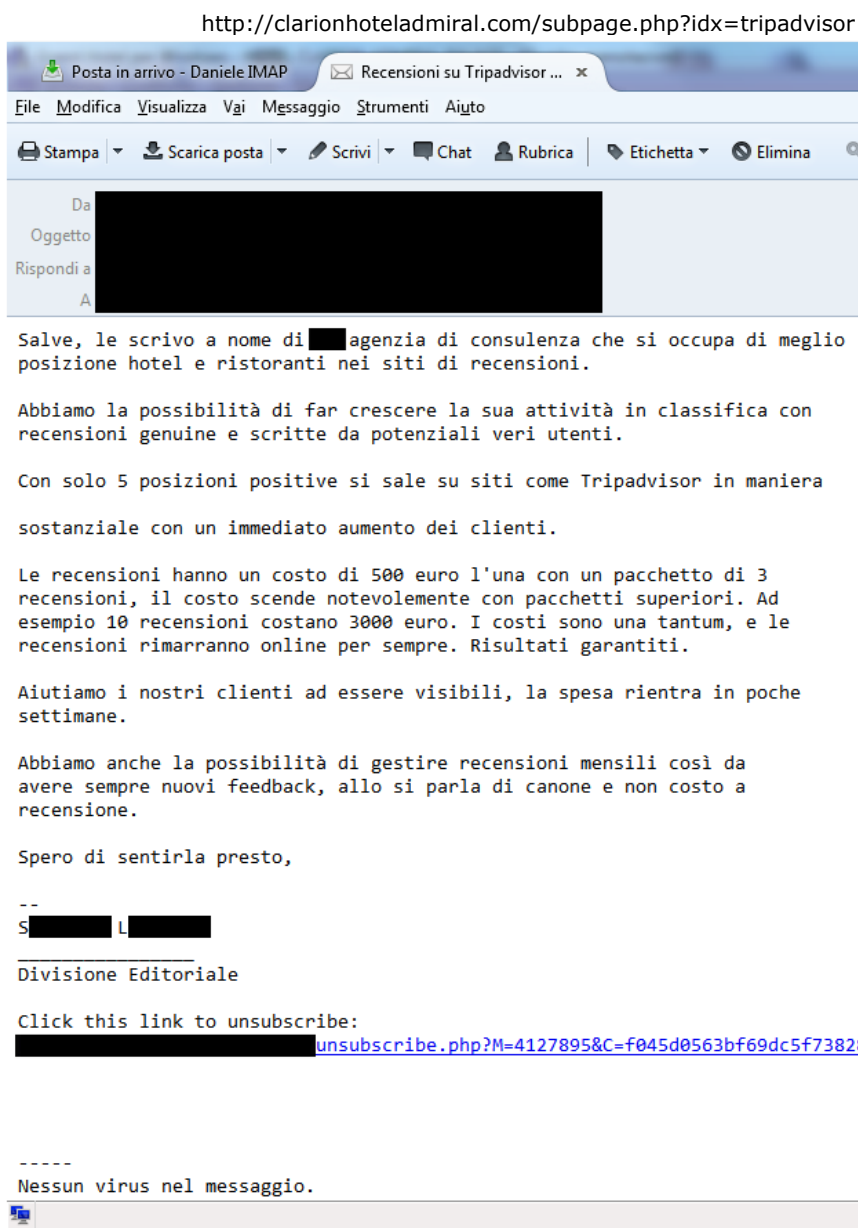 http://clarionhoteladmiral.com/subpage.php?idx=tripadvisor
Posta in arrivo - Daniele IMAP Recensioni su Tripadvisor ... ×
File Modifica Visualizza Vai Messaggio Strumenti Aiuto
Stampa Scarica posta Scrivi Chat Rubrica Etichetta Elimina
Da
Oggetto
Rispondi a
A
Salve, le scrivo a nome di agenzia di consulenza che si occupa di meglio
posizione hotel e ristoranti nei siti di recensioni.
Abbiamo la possibilità di far crescere la sua attività in classifica con
recensioni genuine e scritte da potenziali veri utenti.
Con solo 5 posizioni positive si sale su siti come Tripadvisor in maniera
sostanziale con un immediato aumento dei clienti.
Le recensioni hanno un costo di 500 euro l'una con un pacchetto di 3
recensioni, il costo scende notevolemente con pacchetti superiori. Ad
esempio 10 recensioni costano 3000 euro. I costi sono una tantum, e le
recensioni rimarranno online per sempre. Risultati garantiti.
Aiutiamo i nostri clienti ad essere visibili, la spesa rientra in poche
settimane.
Abbiamo anche la possibilità di gestire recensioni mensili così da
avere sempre nuovi feedback, allo si parla di canone e non costo a
recensione.
Spero di sentirla presto,
--
S L
________________
Divisione Editoriale
Click this link to unsubscribe:
unsubscribe.php?M=4127895&C=f045d0563bf69dc5f7382
-----
Nessun virus nel messaggio.